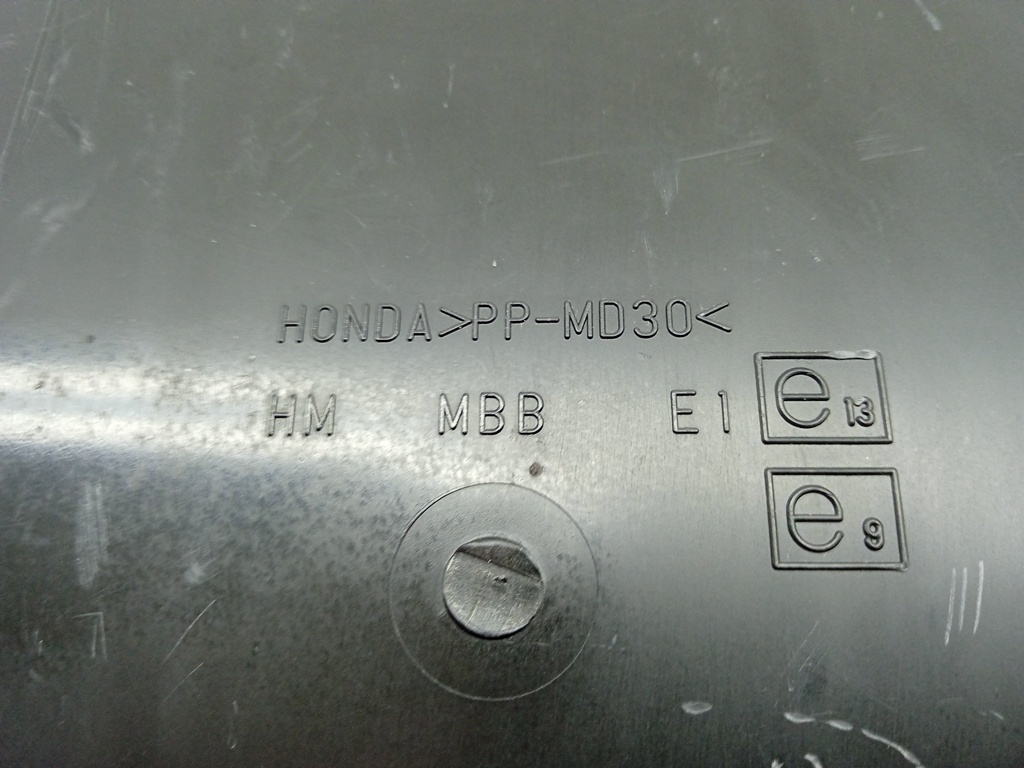 HONDA>PP-MD30<
HM MBB E1 e13
e9